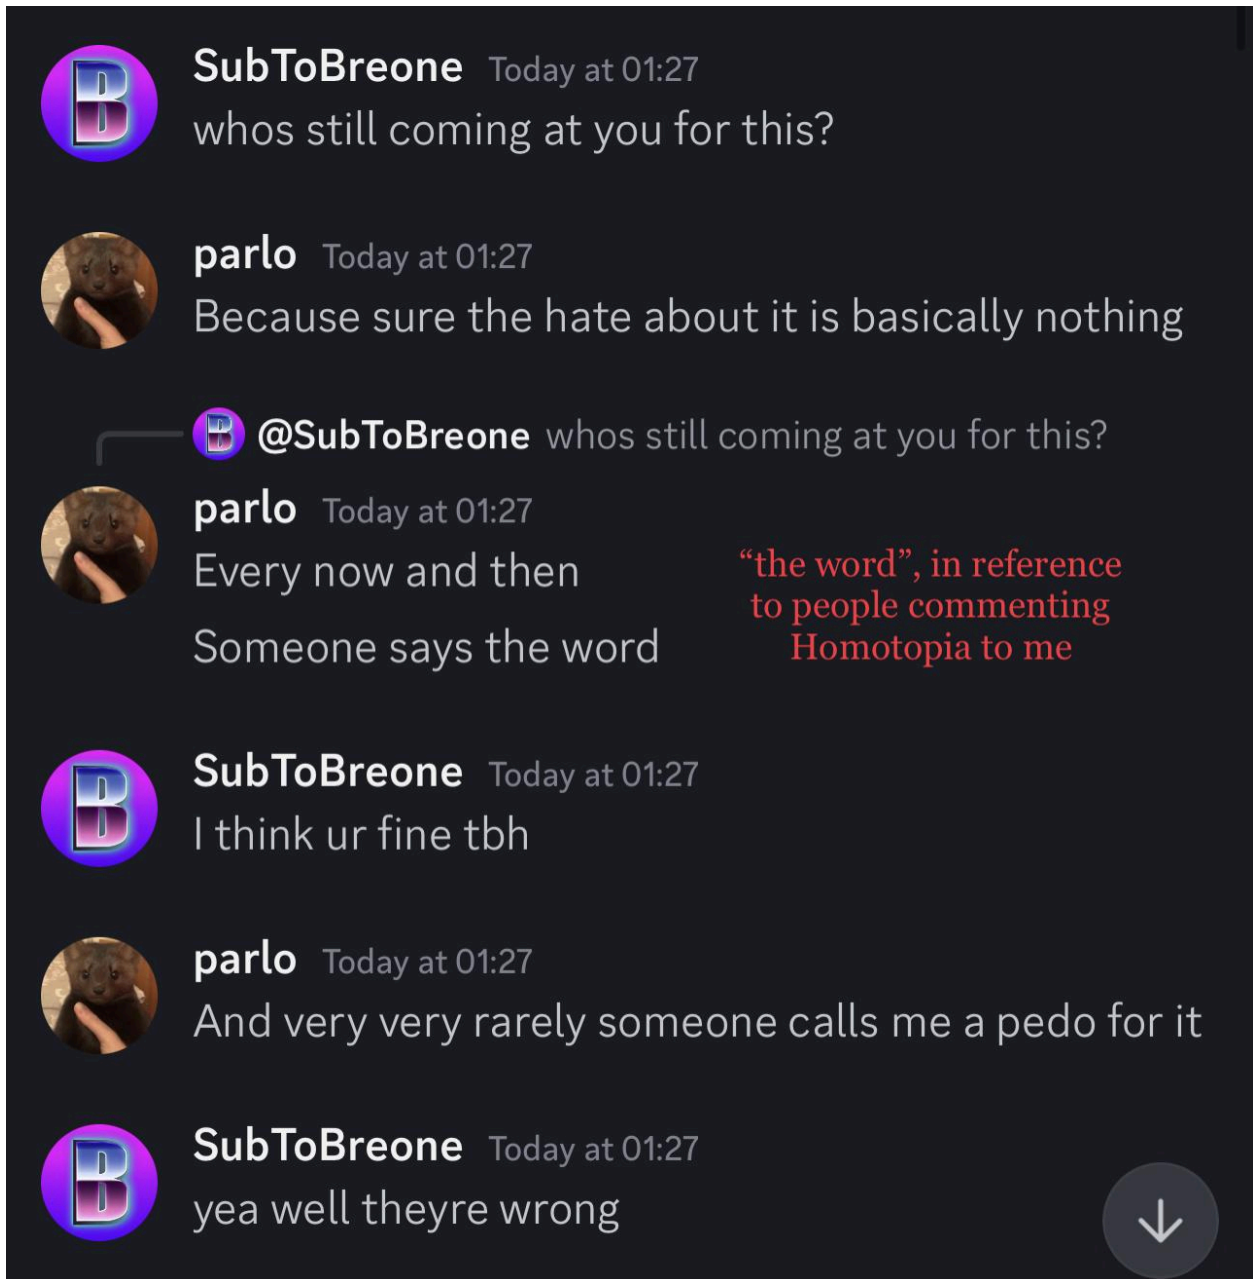 SubToBreone Today at 01:27
whos still coming at you for this?
parlo Today at 01:27
Because sure the hate about it is basically nothing
@SubToBreone whos still coming at you for this?
parlo Today at 01:27
Every now and then
Someone says the word
“the word”, in reference
to people commenting
Homotopia to me
SubToBreone Today at 01:27
I think ur fine tbh
parlo Today at 01:27
And very very rarely someone calls me a pedo for it
SubToBreone Today at 01:27
yea well theyre wrong